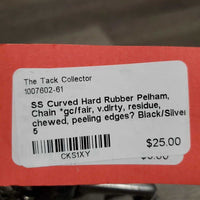 The Tack Collector
1007602-61
SS Curved Hard Rubber Pelham,
Chain *gc/fair, v.dirty, residue,
chewed, peeling edges? Black/Silver
5
$25.00
CKS1XY